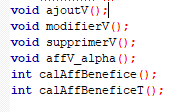 void ajoutV();
void modifierV();
void supprimerV();
void affV_alpha();
int calAffBenefice();
int calAffBeneficeT();